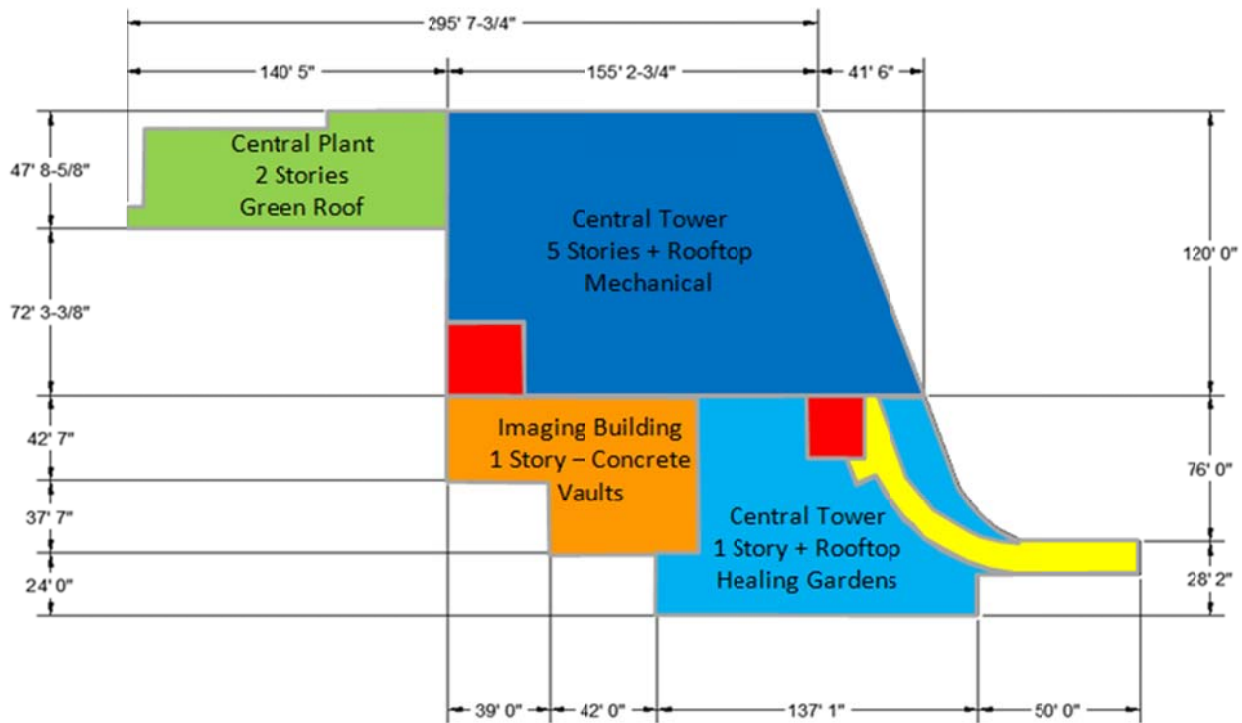 295' 7-3/4"
140' 5"
155' 2-3/4"
41' 6"
47' 8-5/8"
Central Plant
2 Stories
Green Roof
Central Tower
5 Stories + Rooftop
Mechanical
120' 0"
72' 3-3/8"
42' 7"
Imaging Building
1 Story – Concrete
Vaults
76' 0"
37' 7"
Central Tower
1 Story + Rooftop
Healing Gardens
24' 0"
28' 2"
39' 0"
42' 0"
137' 1"
50' 0"